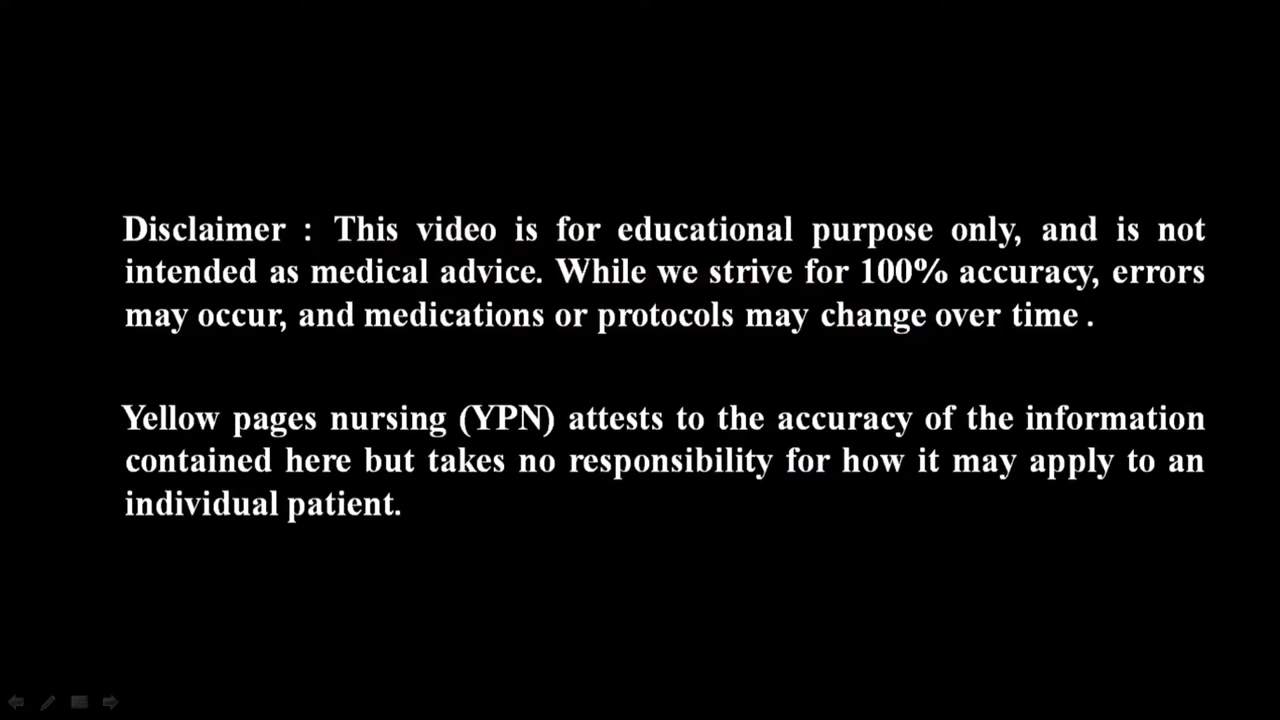 Disclaimer : This video is for educational purpose only, and is not
intended as medical advice. While we strive for 100% accuracy, errors
may occur, and medications or protocols may change over time .
Yellow pages nursing (YPN) attests to the accuracy of the information
contained here but takes no responsibility for how it may apply to an
individual patient.